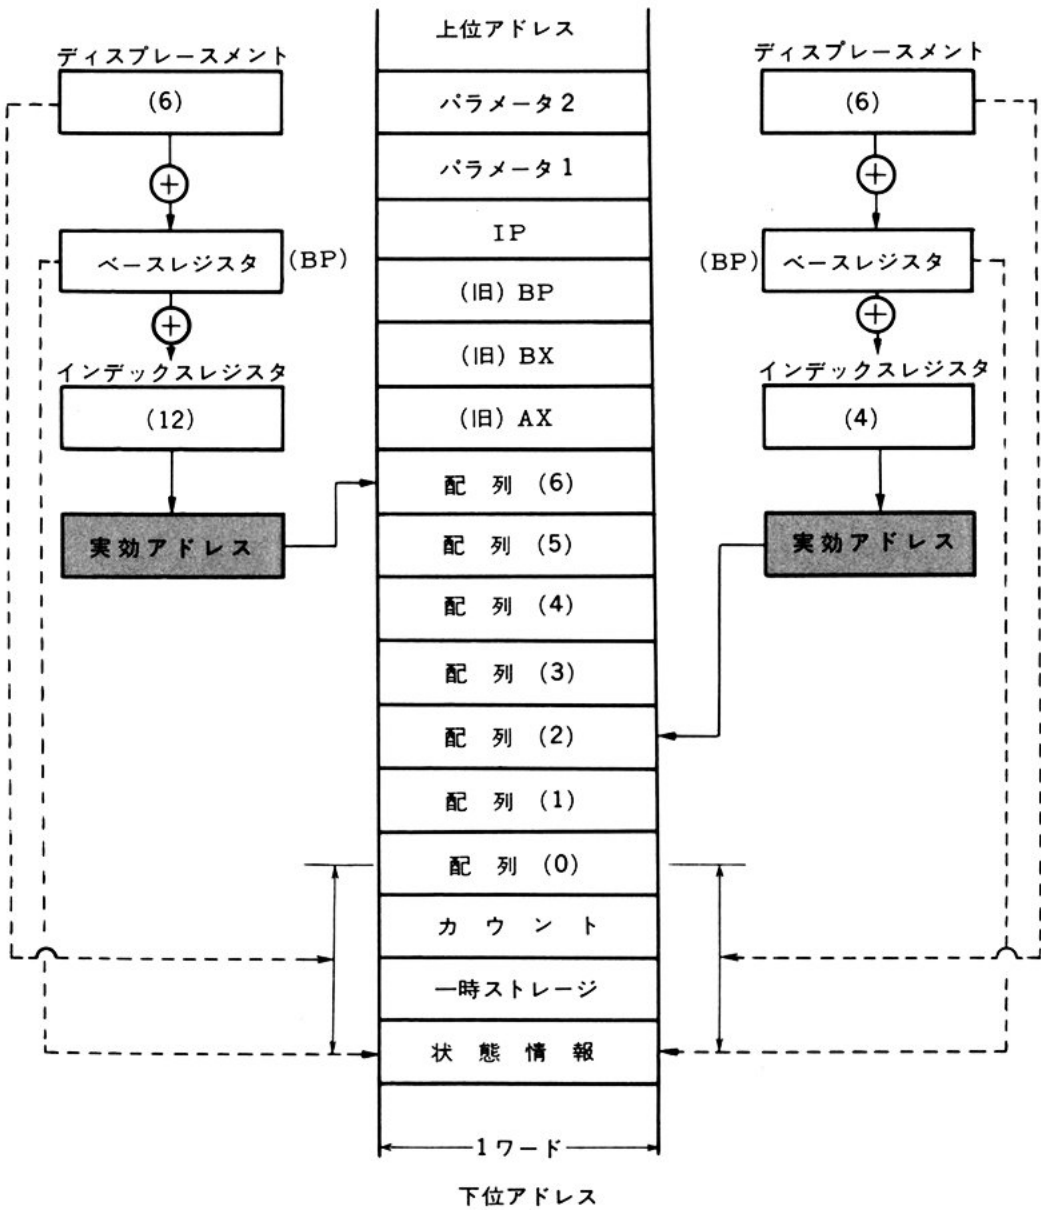 ディスプレースメント
(6)
ベースレジスタ
(BP)
インデックスレジスタ
(12)
実効アドレス
上位アドレス
パラメータ2
パラメータ1
IP
(旧) BP
(旧) BX
(旧) AX
配 列 (6)
配 列 (5)
配 列 (4)
配 列 (3)
配 列 (2)
配 列 (1)
配 列 (0)
カ ウ ン ト
一時ストレージ
状 態 情 報
1ワード
下位アドレス
ディスプレースメント
(6)
(BP)
ベースレジスタ
インデックスレジスタ
(4)
実効アドレス